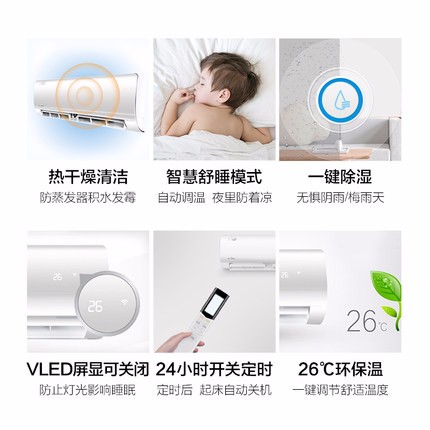 热干燥清洁
防蒸发器积水发霉
智慧舒睡模式
自动调温 夜里防着凉
一键除湿
无惧阴雨/梅雨天
26
26
26℃
VLED屏显可关闭
防止灯光影响睡眠
24小时开关定时
定时后 起床自动关机
26℃环保温
一键调节舒适温度